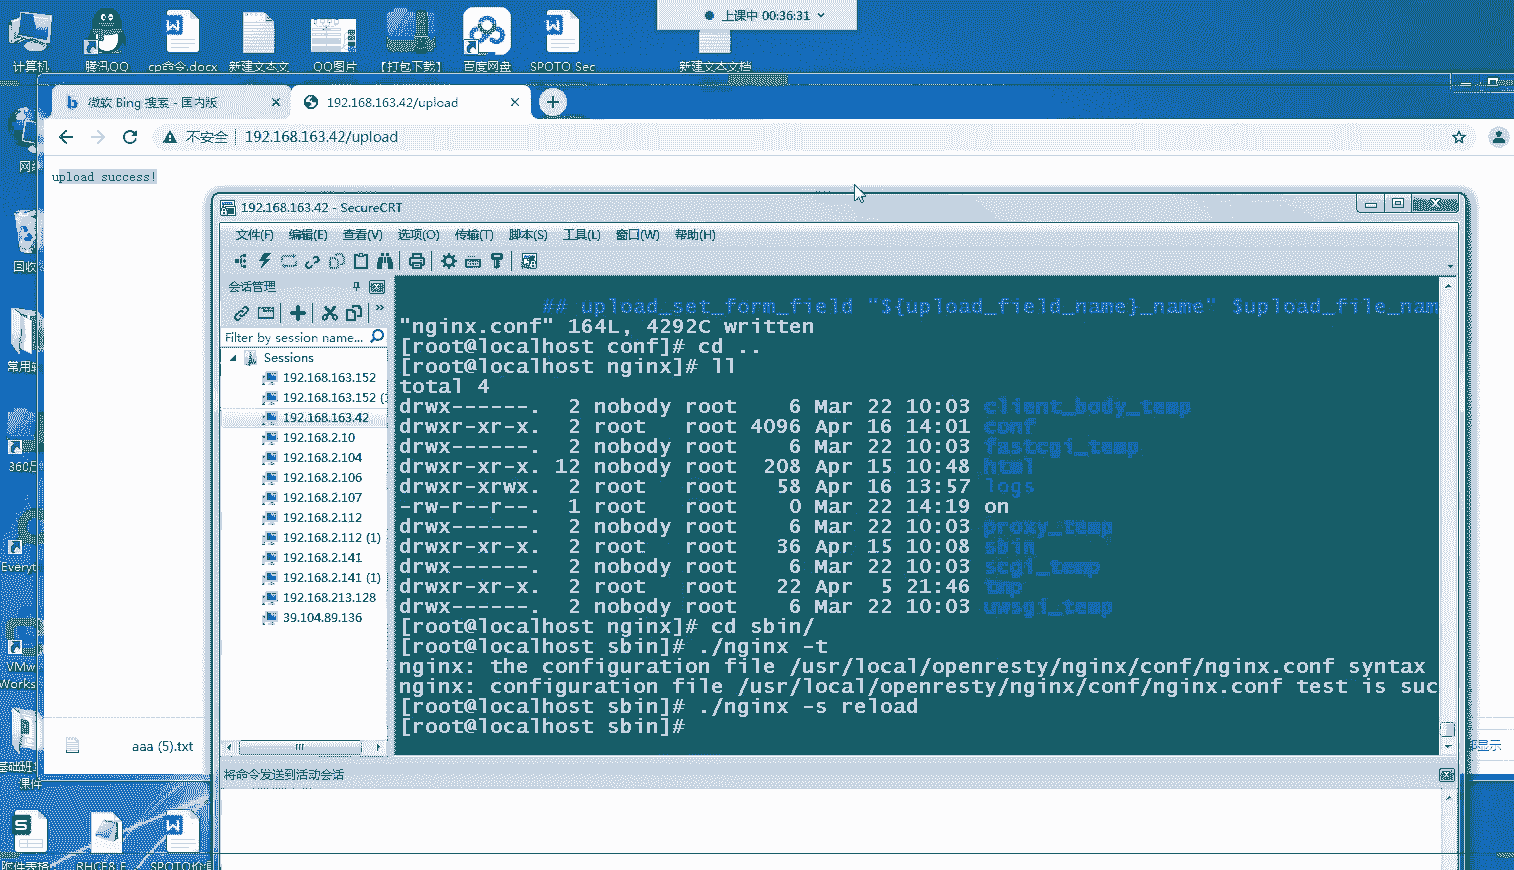 上课中 00:36:31
计算机
腾讯QQ
cp命令.docx
新建文本文
QQ图片
【打包下载】
百度网盘
SPOTO Sec
新建文本文档
微软 Bing 搜索 - 国内版
192.168.163.42/upload
不安全
192.168.163.42/upload
upload success!
192.168.163.42 - SecureCRT
文件(F) 编辑(E) 查看(V) 选项(O) 传输(T) 脚本(S) 工具(L) 窗口(W) 帮助(H)
会话管理
Filter by session name...
Sessions
192.168.163.152
192.168.163.152 (
192.168.163.42
192.168.2.10
192.168.2.104
192.168.2.106
192.168.2.107
192.168.2.112
192.168.2.112 (1)
192.168.2.141
192.168.2.141 (1)
192.168.213.128
39.104.89.136
## upload_set_form_field "${upload_field_name}_name" $upload_file_nam
"nginx.conf" 164L, 4292C written
[root@localhost conf]# cd ..
[root@localhost nginx]# ll
total 4
drwx------. 2 nobody root 6 Mar 22 10:03 client_body_temp
drwxr-xr-x. 2 root root 4096 Apr 16 14:01 conf
drwx------. 2 nobody root 6 Mar 22 10:03 fastcgi_temp
drwxr-xr-x. 12 nobody root 208 Apr 15 10:48 html
drwxr-xrwx. 2 root root 58 Apr 16 13:57 logs
-rw-r--r--. 1 root root 0 Mar 22 14:19 on
drwx------. 2 nobody root 6 Mar 22 10:03 proxy_temp
drwxr-xr-x. 2 root root 36 Apr 15 10:08 sbin
drwx------. 2 nobody root 6 Mar 22 10:03 scgi_temp
drwxr-xr-x. 2 root root 22 Apr 5 21:46 tmp
drwx------. 2 nobody root 6 Mar 22 10:03 uwsgi_temp
[root@localhost nginx]# cd sbin/
[root@localhost sbin]# ./nginx -t
nginx: the configuration file /usr/local/openresty/nginx/conf/nginx.conf syntax
nginx: configuration file /usr/local/openresty/nginx/conf/nginx.conf test is suc
[root@localhost sbin]# ./nginx -s reload
[root@localhost sbin]#
将命令发送到活动会话
aaa (5).txt
回收
Everyt
VMw
Works
课件
RHCE8
SPOTO